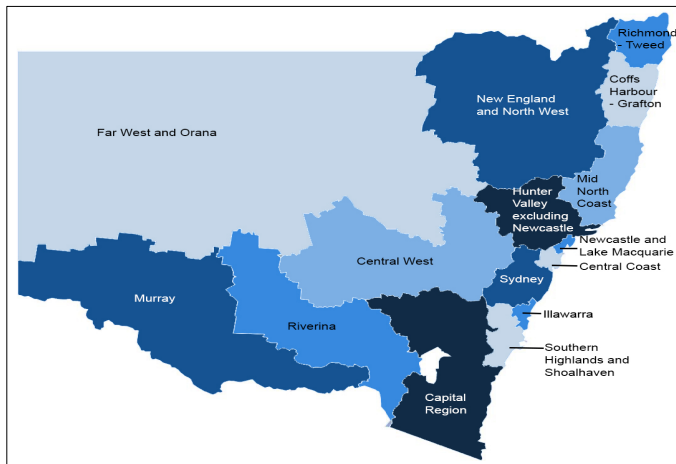 Richmond
- Tweed
Coffs
Harbour
- Grafton
New England
and North West
Far West and Orana
Mid
North
Coast
Hunter
Valley
excluding
Newcastle
Newcastle and
Lake Macquarie
Central Coast
Central West
Sydney
Murray
Illawarra
Riverina
Southern
Highlands and
Shoalhaven
Capital
Region